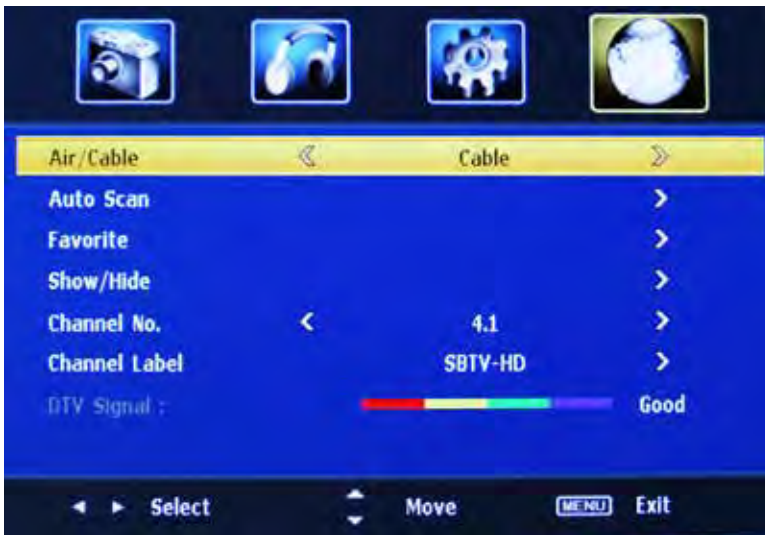 Air/Cable Cable
Auto Scan
Favorite
Show/Hide
Channel No. 4.1
Channel Label SBTV-HD
DTV Signal : Good
Select Move MENU Exit